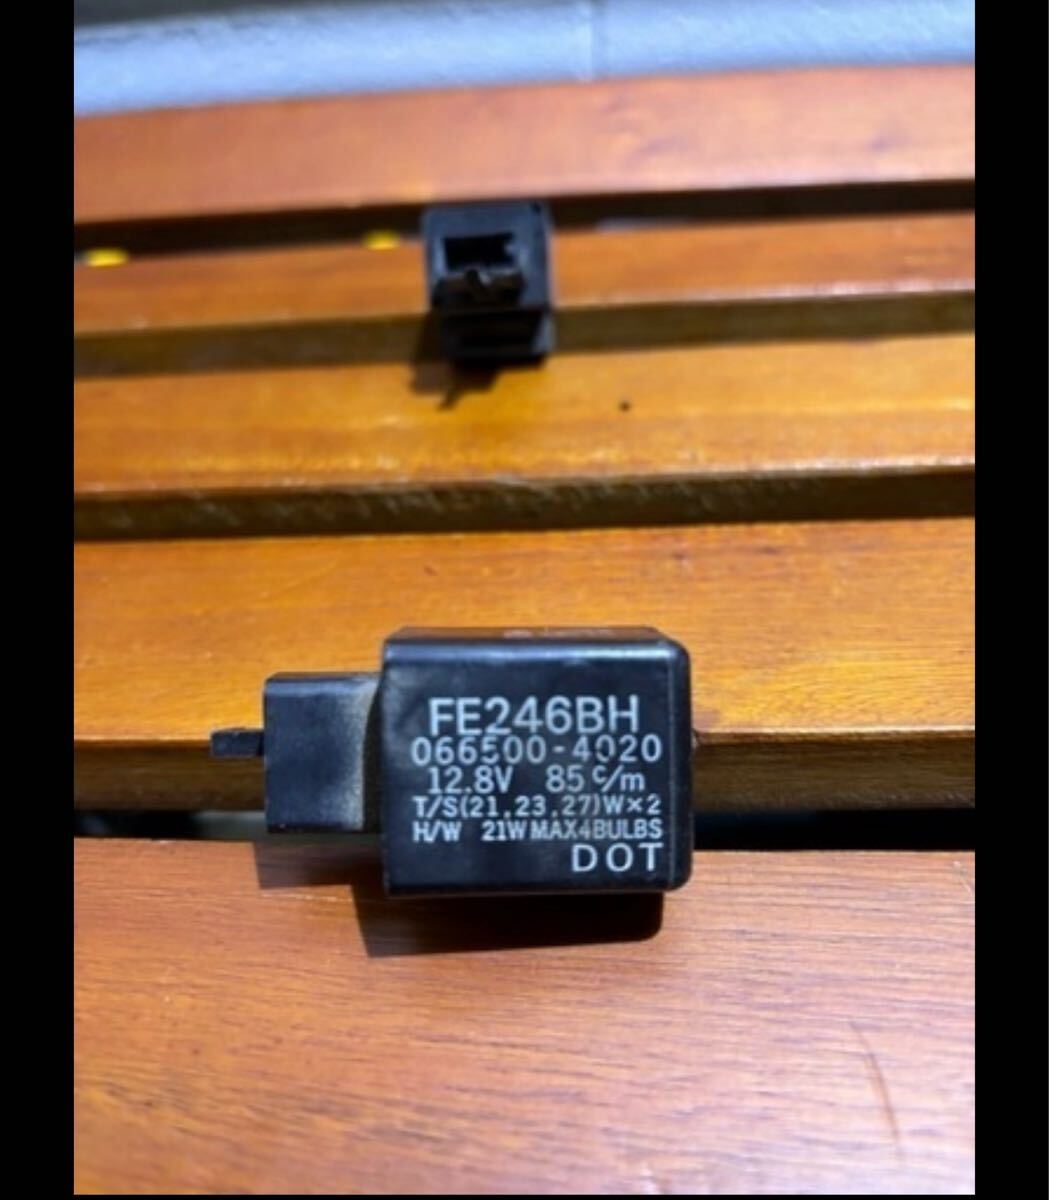 FE246BH
066500-4020
12.8V 85 c/m
T/S(21,23,27)W×2
H/W 21W MAX4BULBS
DOT